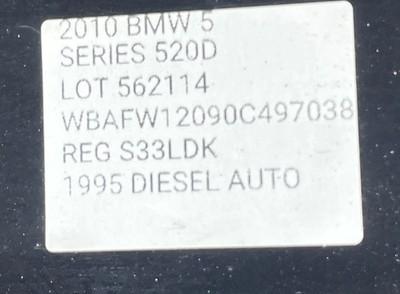 2010 BMW 5
SERIES 520D
LOT 562114
WBAFW12090C497038
REG S33LDK
1995 DIESEL AUTO